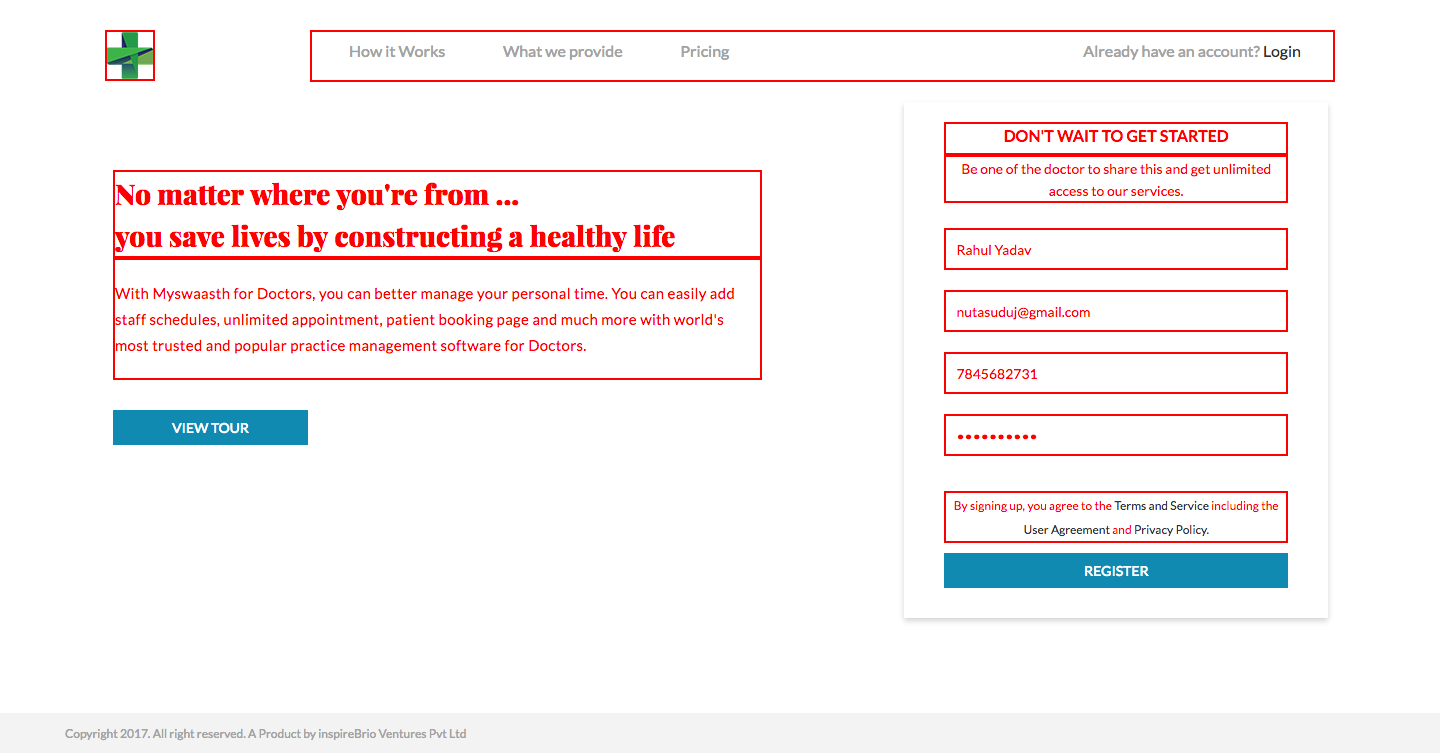 How it Works What we provide Pricing Already have an account? Login
No matter where you're from ...
you save lives by constructing a healthy life
With Myswaasth for Doctors, you can better manage your personal time. You can easily add
staff schedules, unlimited appointment, patient booking page and much more with world's
most trusted and popular practice management software for Doctors.
VIEW TOUR
DON'T WAIT TO GET STARTED
Be one of the doctor to share this and get unlimited
access to our services.
Rahul Yadav
nutasuduj@gmail.com
7845682731
••••••••••
By signing up, you agree to the Terms and Service including the
User Agreement and Privacy Policy.
REGISTER
Copyright 2017. All right reserved. A Product by inspireBrio Ventures Pvt Ltd